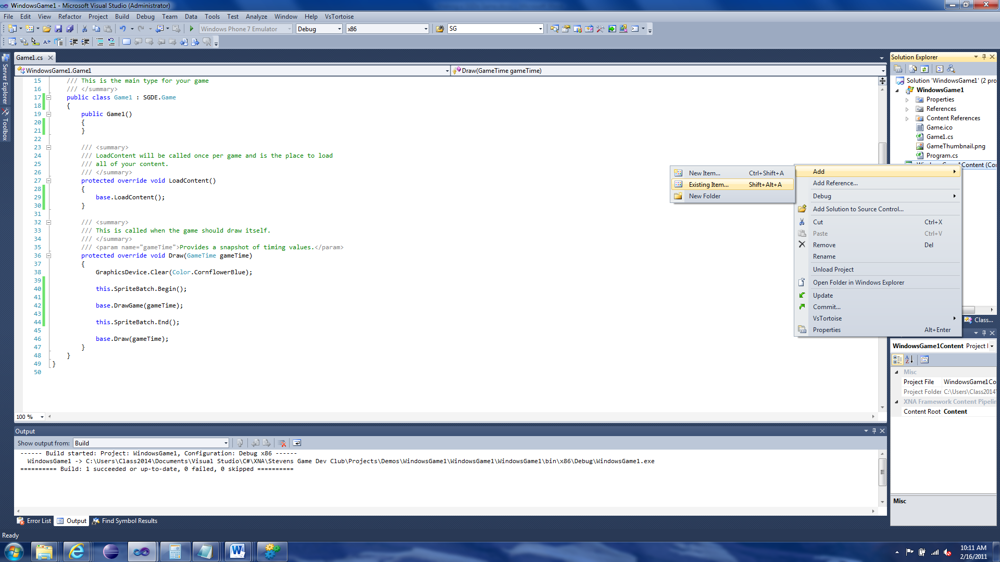 WindowsGame1 - Microsoft Visual Studio (Administrator)
File Edit View Refactor Project Build Debug Team Data Tools Test Analyze Window Help VsTortoise
Windows Phone 7 Emulator Debug x86 SG
Game1.cs
WindowsGame1.Game1 Draw(GameTime gameTime)
Server Explorer
Toolbox
15 /// This is the main type for your game
16 /// </summary>
17 public class Game1 : SGDE.Game
18 {
19 public Game1()
20 {
21 }
22
23 /// <summary>
24 /// LoadContent will be called once per game and is the place to load
25 /// all of your content.
26 /// </summary>
27 protected override void LoadContent()
28 {
29 base.LoadContent();
30 }
31
32 /// <summary>
33 /// This is called when the game should draw itself.
34 /// </summary>
35 /// <param name="gameTime">Provides a snapshot of timing values.</param>
36 protected override void Draw(GameTime gameTime)
37 {
38 GraphicsDevice.Clear(Color.CornflowerBlue);
39
40 this.SpriteBatch.Begin();
41
42 base.DrawGame(gameTime);
43
44 this.SpriteBatch.End();
45
46 base.Draw(gameTime);
47 }
48 }
49 }
50
100 %
New Item... Ctrl+Shift+A
Existing Item... Shift+Alt+A
New Folder
Add
Add Reference...
Debug
Add Solution to Source Control...
Cut Ctrl+X
Paste Ctrl+V
Remove Del
Rename
Unload Project
Open Folder in Windows Explorer
Update
Commit...
VsTortoise
Properties Alt+Enter
Solution Explorer
Solution 'WindowsGame1' (2 pro
WindowsGame1
Properties
References
Content References
Game.ico
Game1.cs
GameThumbnail.png
Program.cs
Content (Cor
Class...
WindowsGame1Content Project
Misc
Project File WindowsGame1Co
Project Folder C:\Users\Class2014\
XNA Framework Content Pipelin
Content Root Content
Misc
Output
Show output from: Build
------ Build started: Project: WindowsGame1, Configuration: Debug x86 ------
WindowsGame1 -> C:\Users\Class2014\Documents\Visual Studio\C#\XNA\Stevens Game Dev Club\Projects\Demos\WindowsGame1\WindowsGame1\WindowsGame1\bin\x86\Debug\WindowsGame1.exe
========== Build: 1 succeeded or up-to-date, 0 failed, 0 skipped ==========
Error List Output Find Symbol Results
Ready
10:11 AM
2/16/2011